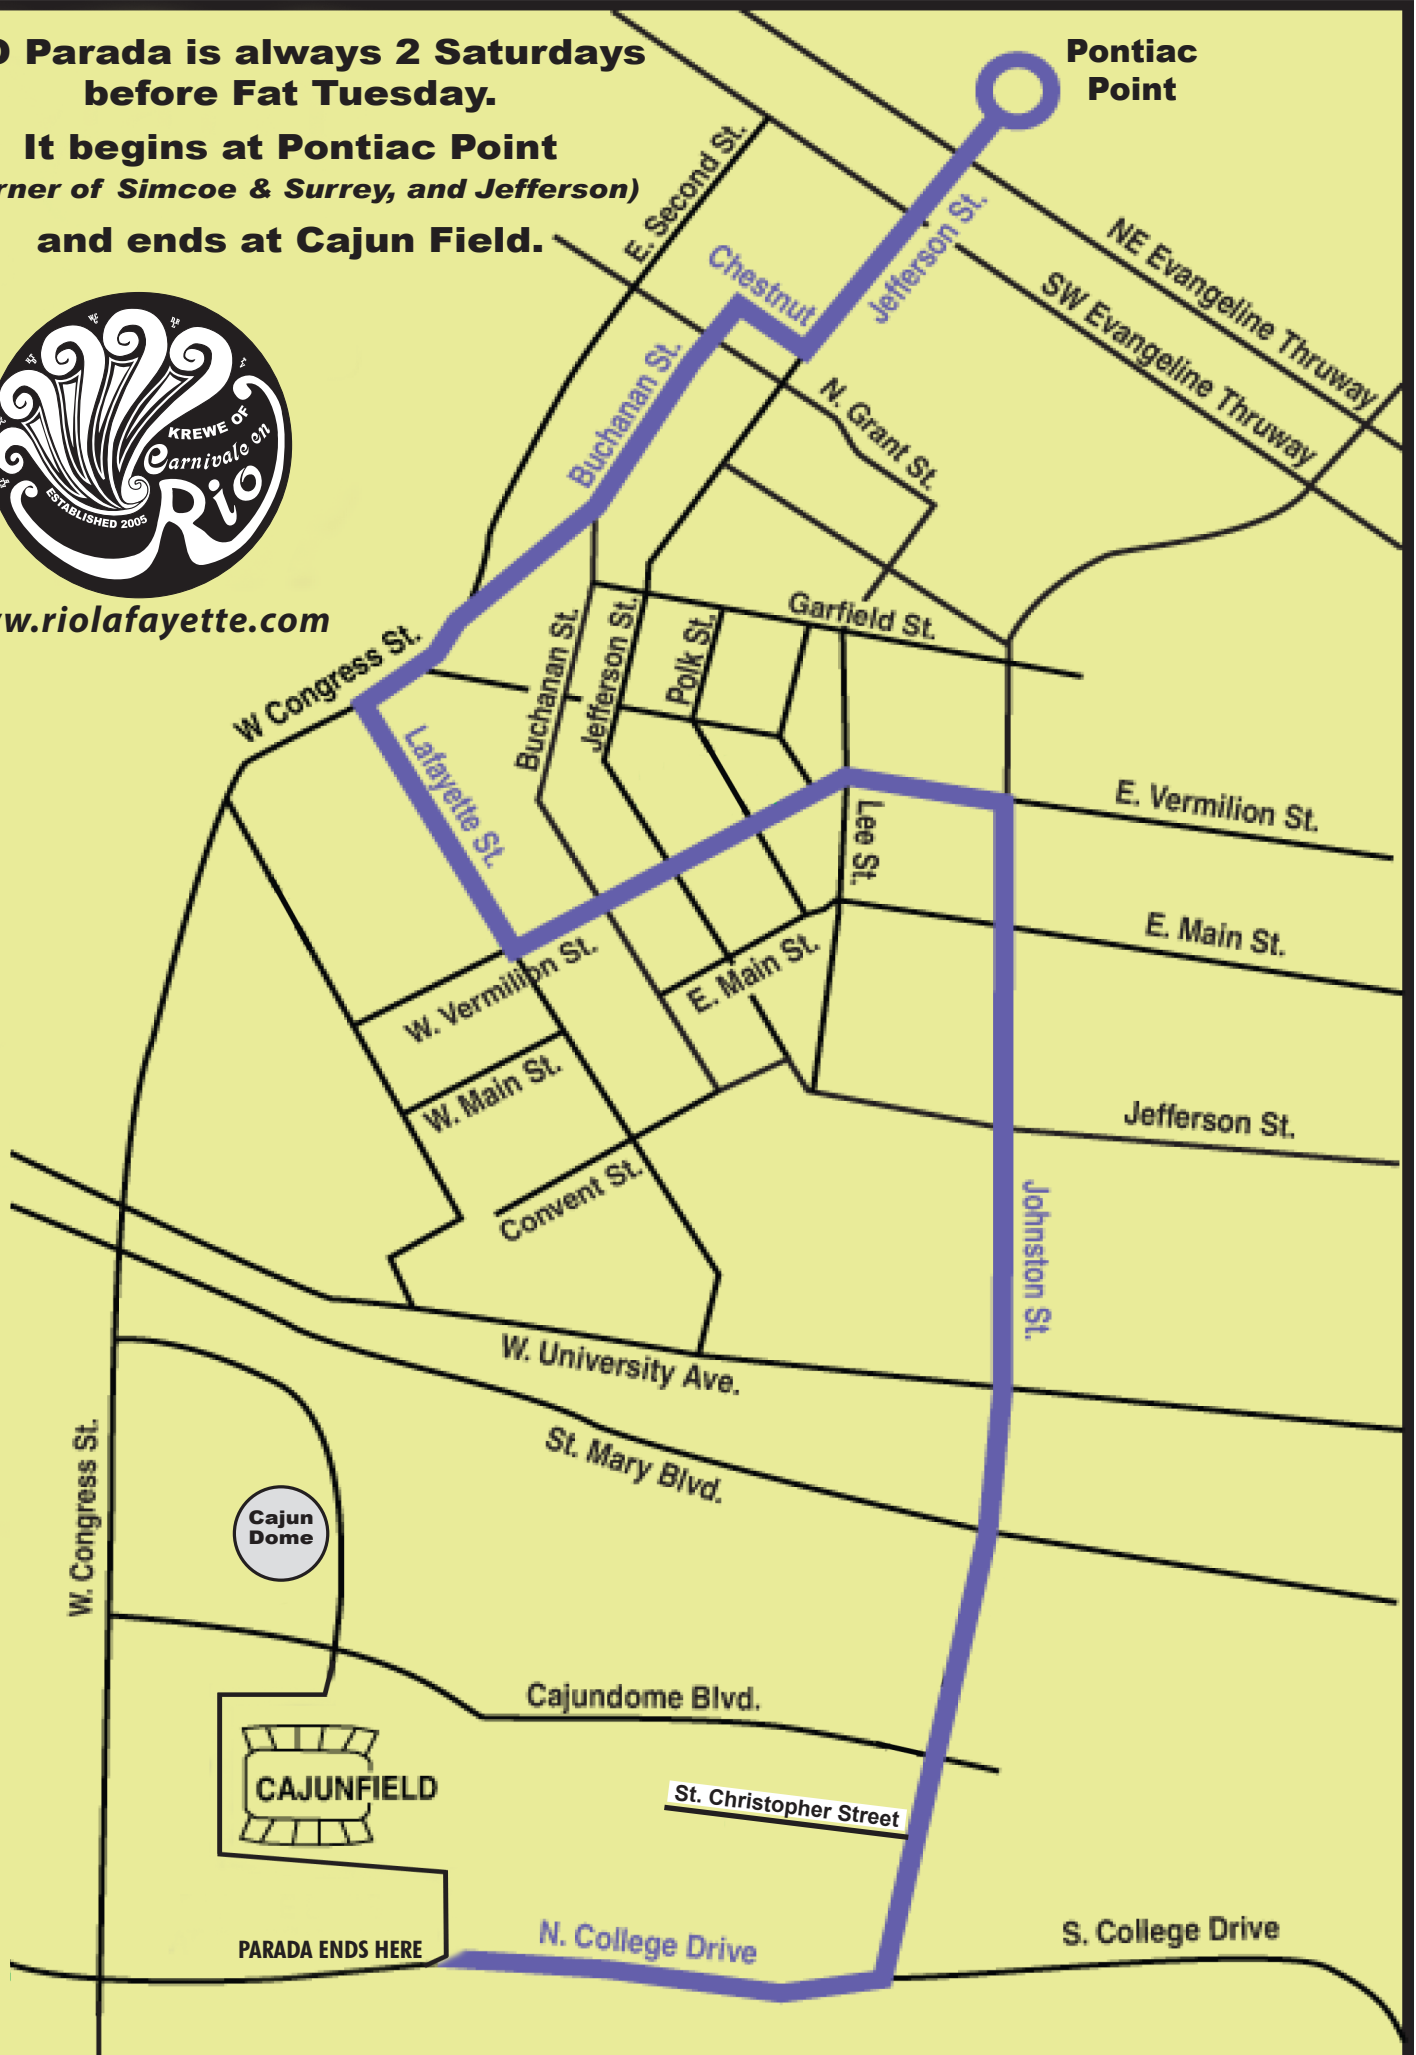 Parada is always 2 Saturdays
before Fat Tuesday.
It begins at Pontiac Point
of Simcoe & Surrey, and Jefferson)
and ends at Cajun Field.
Pontiac
Point
E. Second St.
Chestnut
Jefferson St.
NE Evangeline Thruway
SW Evangeline Thruway
Buchanan St.
N. Grant St.
KREWE OF
Carnivale en
Rio
ESTABLISHED 2005
.riolafayette.com
Garfield St.
W Congress St.
Buchanan St.
Jefferson St.
Polk St.
Lafayette St.
Lee St.
E. Vermilion St.
E. Main St.
W. Vermilion St.
E. Main St.
W. Main St.
Jefferson St.
Convent St.
Johnston St.
W. University Ave.
St. Mary Blvd.
W. Congress St.
Cajun
Dome
Cajundome Blvd.
CAJUNFIELD
St. Christopher Street
PARADA ENDS HERE
N. College Drive
S. College Drive